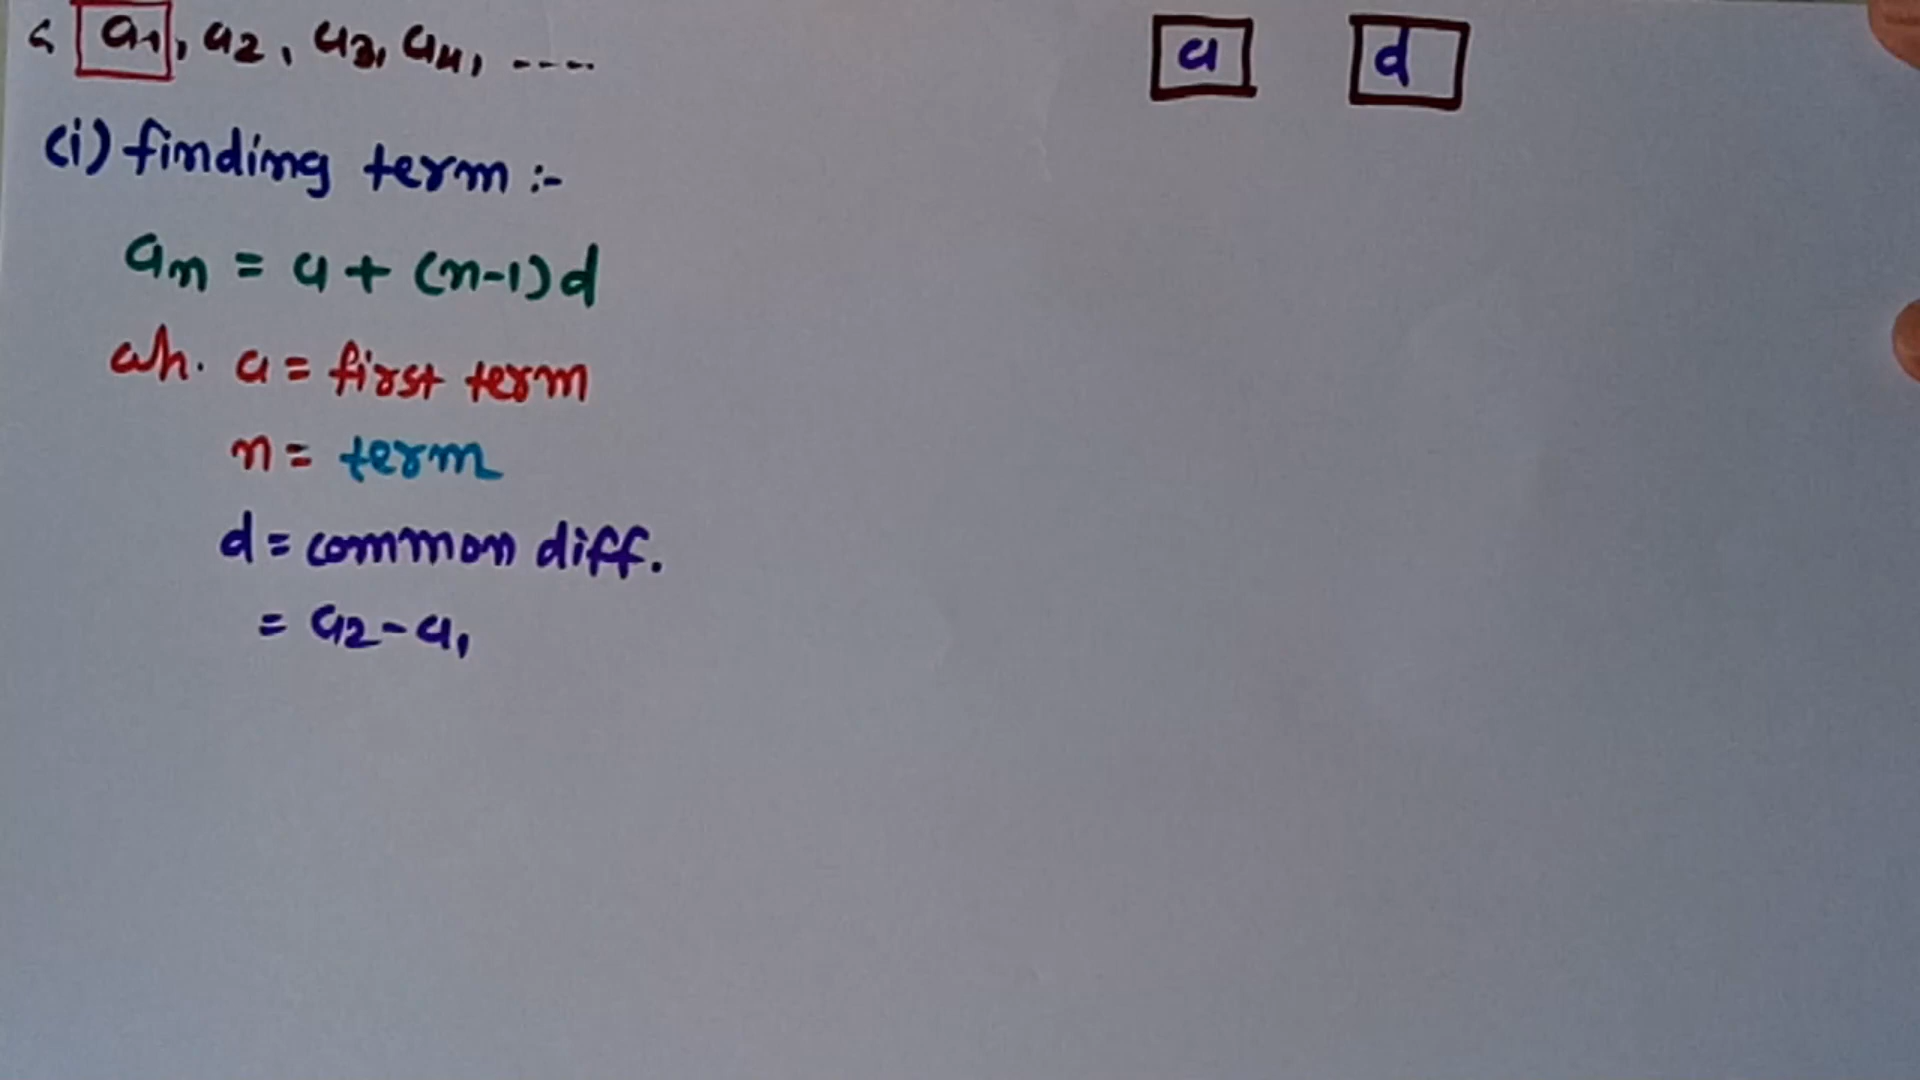 a1, a2, a3, a4, ----
a d
(i) finding term :-
an = a + (n-1)d
wh. a = first term
n = term
d = common diff.
= a2 - a1